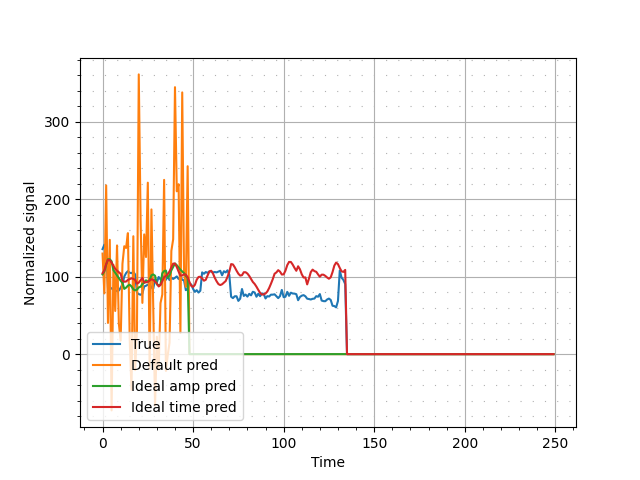 Normalized signal
300
200
100
0
True
Default pred
Ideal amp pred
Ideal time pred
0
50
100
150
200
250
Time